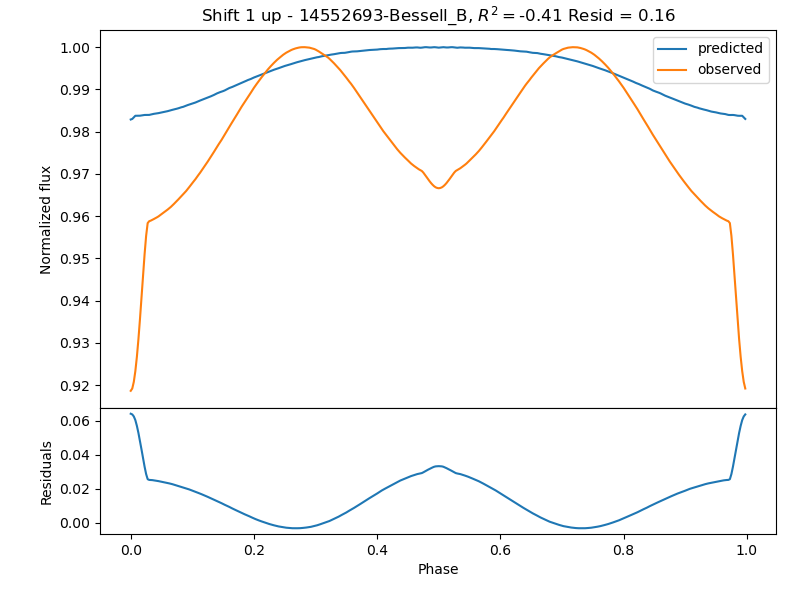 Shift 1 up - 14552693-Bessell_B, R² = -0.41 Resid = 0.16
predicted
observed
Normalized flux
1.00
0.99
0.98
0.97
0.96
0.95
0.94
0.93
0.92
Residuals
0.06
0.04
0.02
0.00
0.0 0.2 0.4 0.6 0.8 1.0
Phase